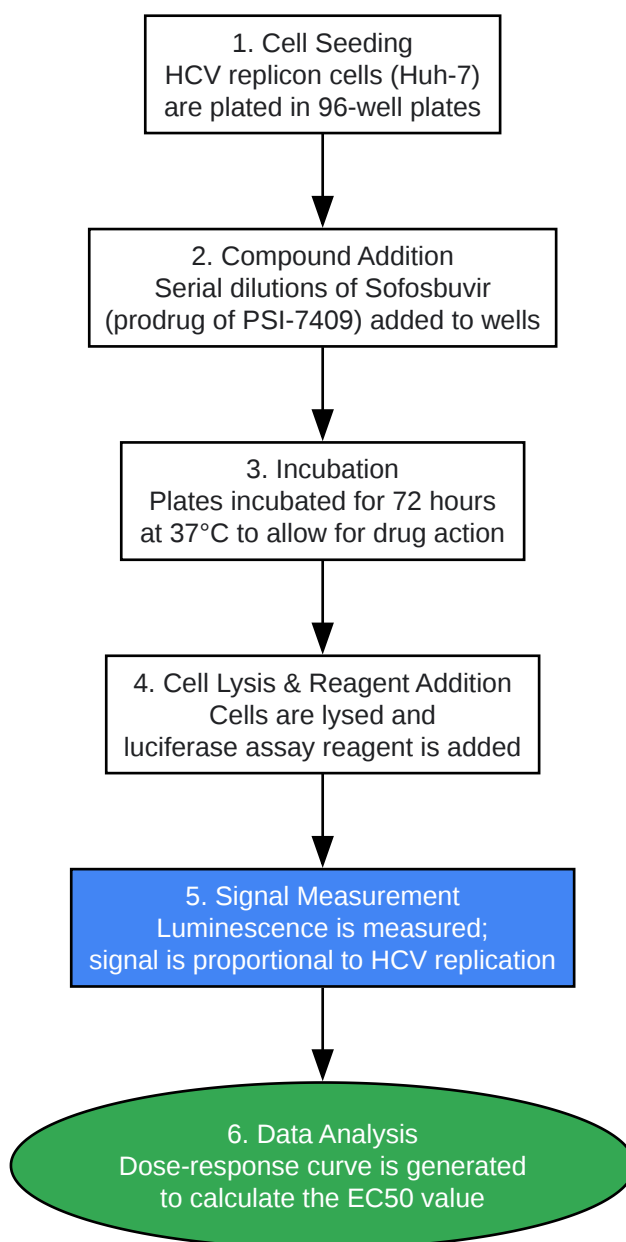 1. Cell Seeding
HCV replicon cells (Huh-7)
are plated in 96-well plates
2. Compound Addition
Serial dilutions of Sofosbuvir
(prodrug of PSI-7409) added to wells
3. Incubation
Plates incubated for 72 hours
at 37°C to allow for drug action
4. Cell Lysis & Reagent Addition
Cells are lysed and
luciferase assay reagent is added
5. Signal Measurement
Luminescence is measured;
signal is proportional to HCV replication
6. Data Analysis
Dose-response curve is generated
to calculate the EC50 value